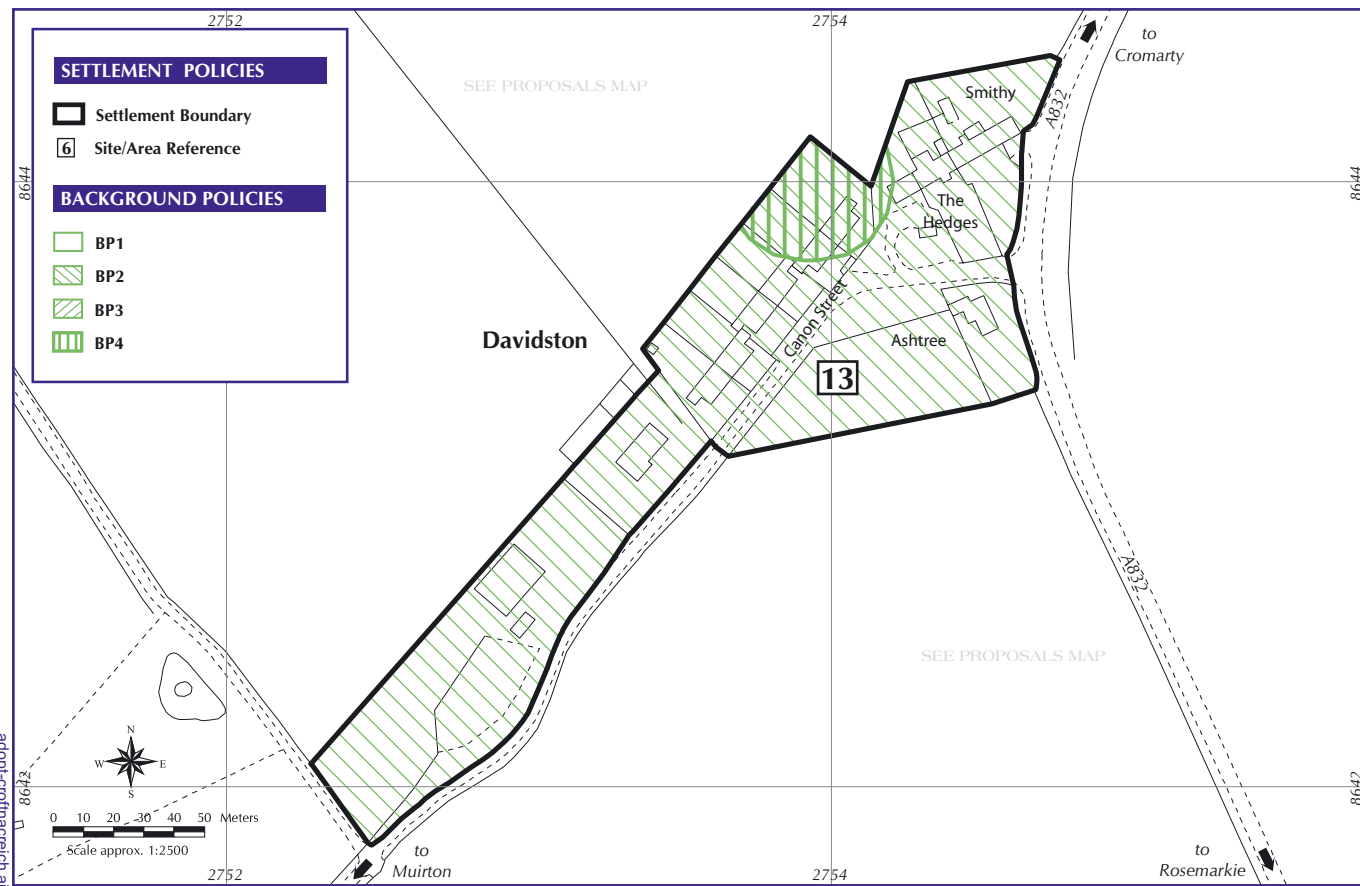 2752
2754
to
Cromarty
SETTLEMENT POLICIES
Settlement Boundary
6 Site/Area Reference
BACKGROUND POLICIES
BP1
BP2
BP3
BP4
SEE PROPOSALS MAP
Smithy
A832
8644
8644
The
Hedges
Canon Street
Davidston
Ashtree
13
A832
SEE PROPOSALS MAP
N
W E
S
8642
8642
0 10 20 30 40 50 Meters
Scale approx. 1:2500
to
Muirton
2752
2754
to
Rosemarkie